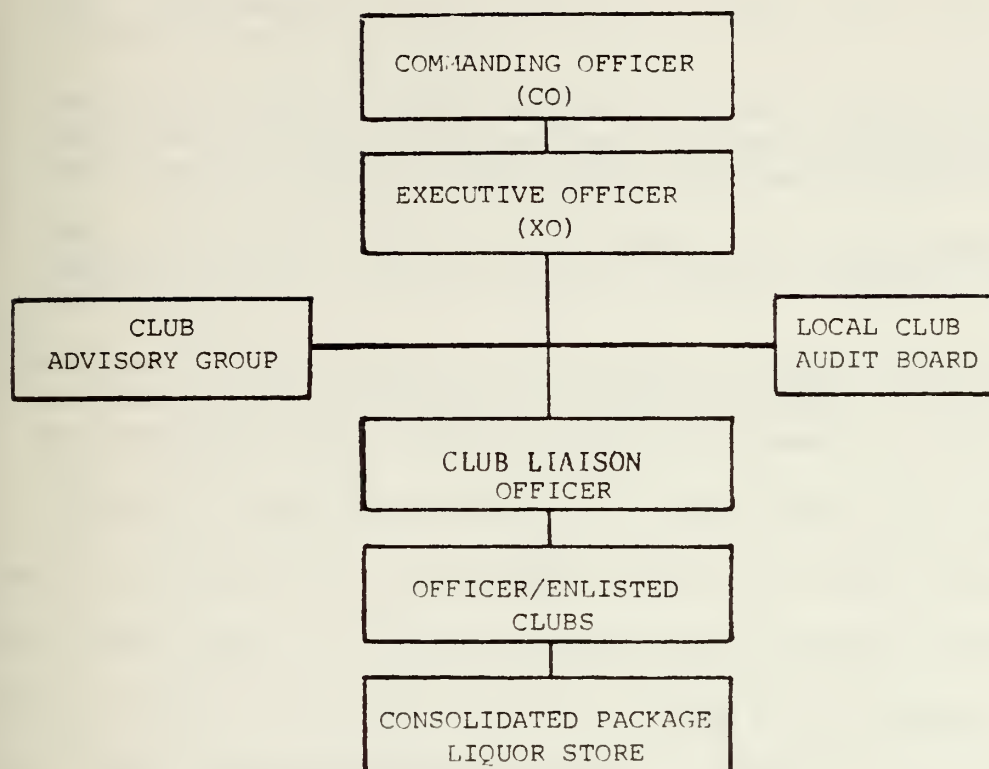 COMMANDING OFFICER
(CO)
EXECUTIVE OFFICER
(XO)
CLUB
ADVISORY GROUP
LOCAL CLUB
AUDIT BOARD
CLUB LIAISON
OFFICER
OFFICER/ENLISTED
CLUBS
CONSOLIDATED PACKAGE
LIQUOR STORE